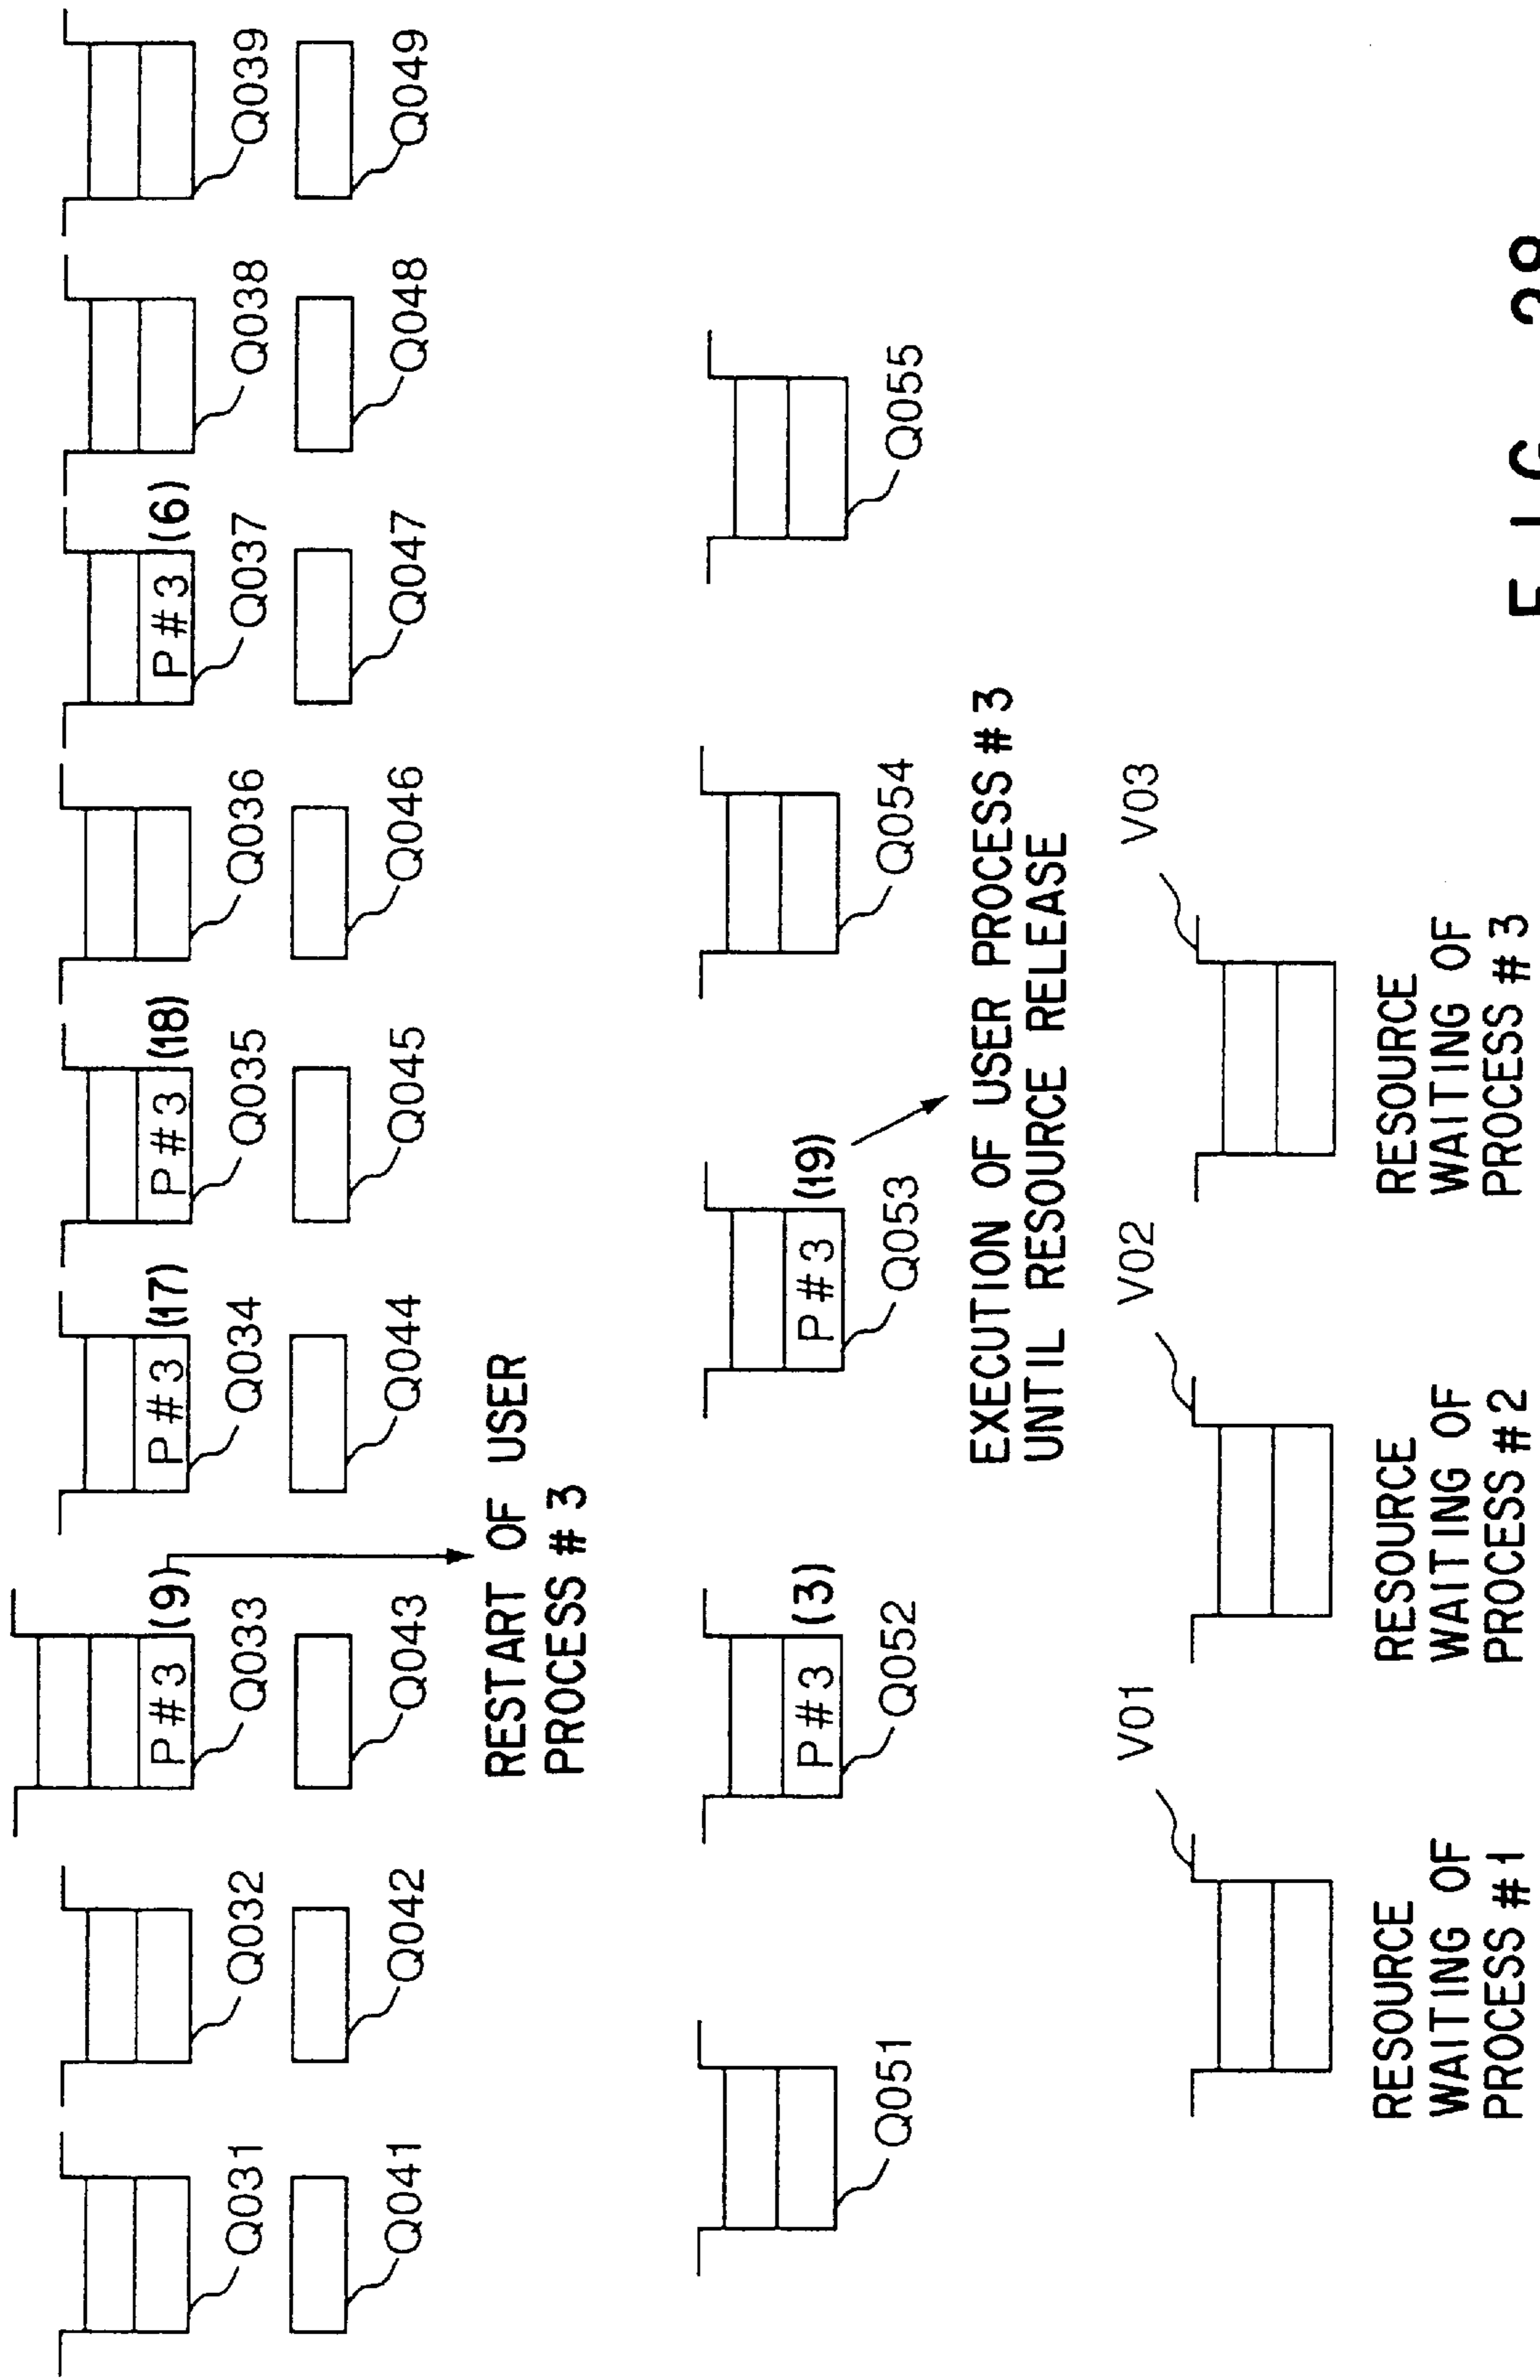 P#3 (9)
P#3 (17)
P#3 (18)
P#3 (6)
Q031
Q032
Q033
Q034
Q035
Q036
Q037
Q038
Q039
Q041
Q042
Q043
Q044
Q045
Q046
Q047
Q048
Q049
RESTART OF USER
PROCESS #3
P#3 (3)
P#3 (19)
Q051
Q052
Q053
Q054
Q055
EXECUTION OF USER PROCESS #3
UNTIL RESOURCE RELEASE
V01
V02
V03
RESOURCE
WAITING OF
PROCESS #1
RESOURCE
WAITING OF
PROCESS #2
RESOURCE
WAITING OF
PROCESS #3